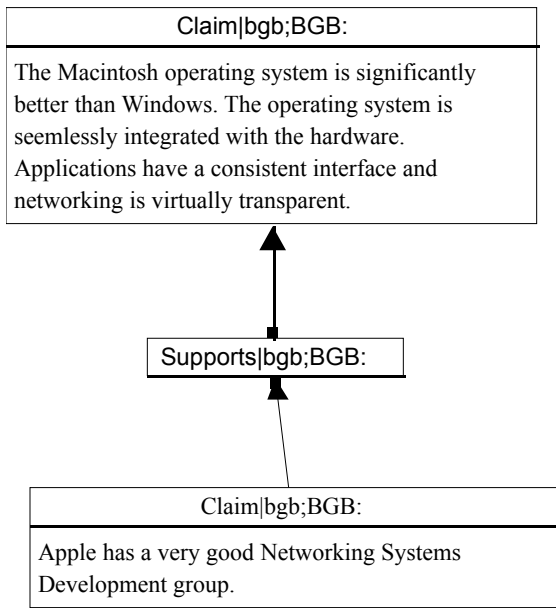 Claim|bgb;BGB:
The Macintosh operating system is significantly
better than Windows. The operating system is
seemlessly integrated with the hardware.
Applications have a consistent interface and
networking is virtually transparent.
Supports|bgb;BGB:
Claim|bgb;BGB:
Apple has a very good Networking Systems
Development group.